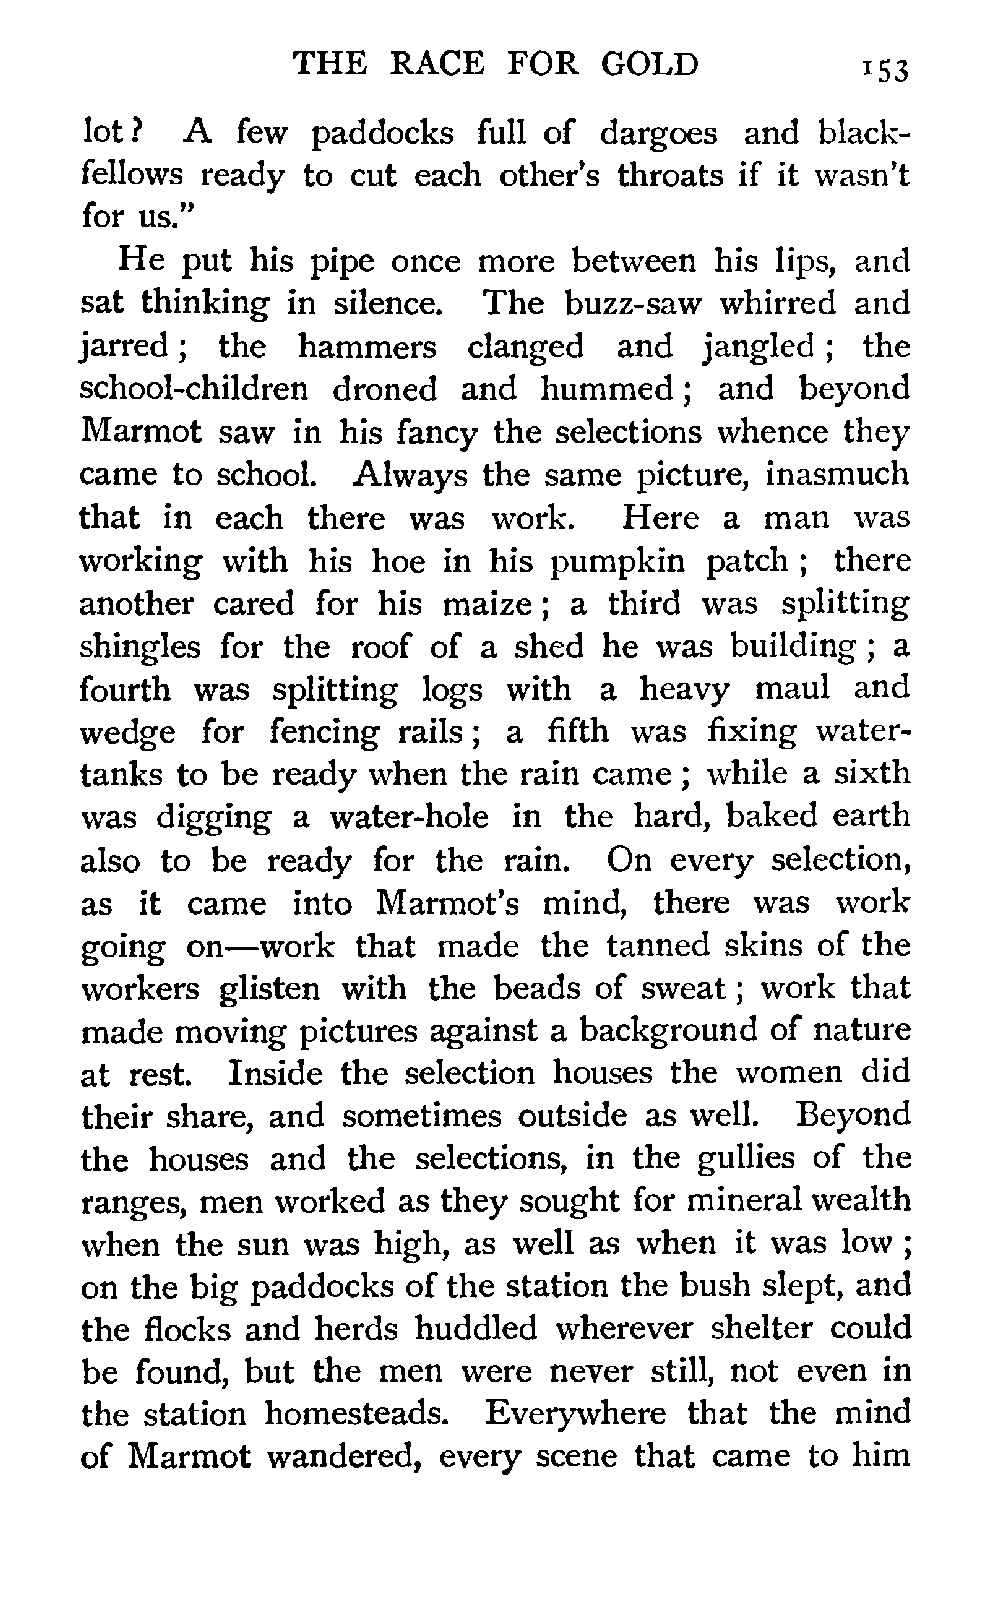 THE RACE FOR GOLD 153
lot? A few paddocks full of dargoes and black-
fellows ready to cut each other's throats if it wasn't
for us."
He put his pipe once more between his lips, and
sat thinking in silence. The buzz-saw whirred and
jarred; the hammers clanged and jangled; the
school-children droned and hummed; and beyond
Marmot saw in his fancy the selections whence they
came to school. Always the same picture, inasmuch
that in each there was work. Here a man was
working with his hoe in his pumpkin patch; there
another cared for his maize; a third was splitting
shingles for the roof of a shed he was building; a
fourth was splitting logs with a heavy maul and
wedge for fencing rails; a fifth was fixing water-
tanks to be ready when the rain came; while a sixth
was digging a water-hole in the hard, baked earth
also to be ready for the rain. On every selection,
as it came into Marmot's mind, there was work
going on—work that made the tanned skins of the
workers glisten with the beads of sweat; work that
made moving pictures against a background of nature
at rest. Inside the selection houses the women did
their share, and sometimes outside as well. Beyond
the houses and the selections, in the gullies of the
ranges, men worked as they sought for mineral wealth
when the sun was high, as well as when it was low;
on the big paddocks of the station the bush slept, and
the flocks and herds huddled wherever shelter could
be found, but the men were never still, not even in
the station homesteads. Everywhere that the mind
of Marmot wandered, every scene that came to him